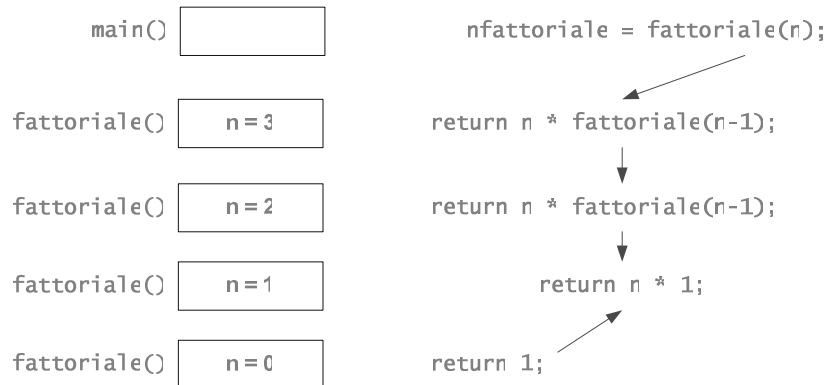 main() nfattoriale = fattoriale(n);
fattoriale() n = 3 return n * fattoriale(n-1);
fattoriale() n = 2 return n * fattoriale(n-1);
fattoriale() n = 1 return n * 1;
fattoriale() n = 0 return 1;